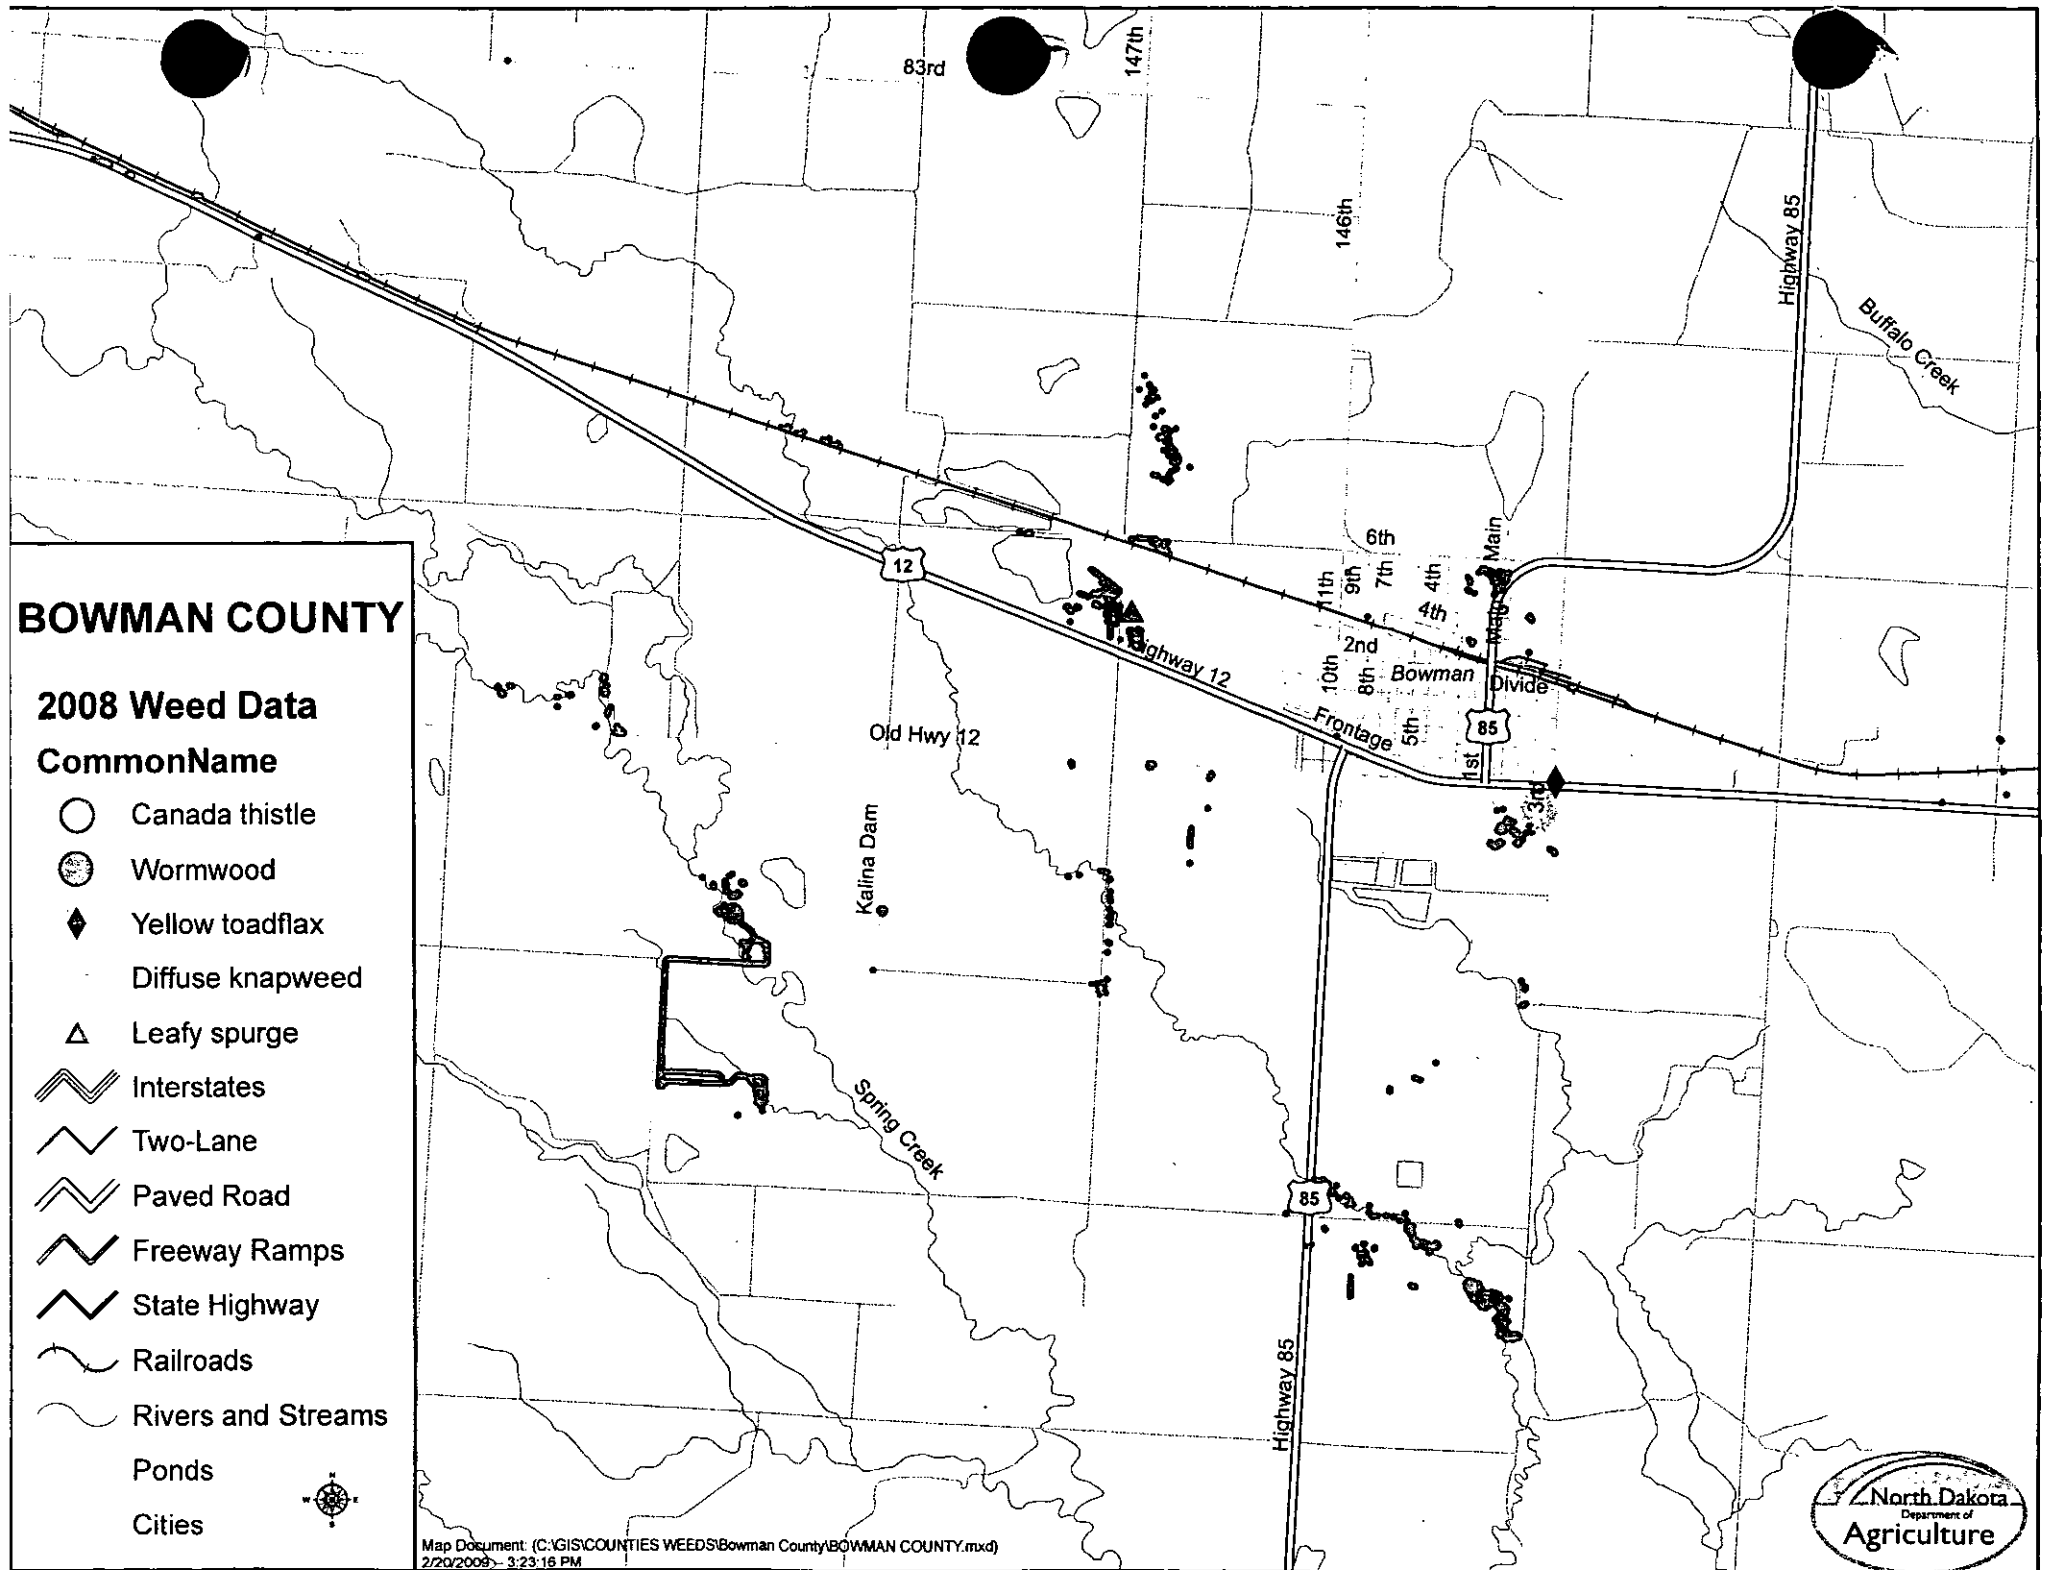 83rd
147th
146th
Highway 85
Buffalo Creek
12
6th
Main
11th
9th
7th
4th
4th
Main
2nd
Highway 12
10th
8th
Bowman
Divide
Old Hwy 12
Frontage
5th
85
1st
3rd
Kalina Dam
Spring Creek
85
Highway 85
BOWMAN COUNTY
2008 Weed Data
CommonName
Canada thistle
Wormwood
Yellow toadflax
Diffuse knapweed
Leafy spurge
Interstates
Two-Lane
Paved Road
Freeway Ramps
State Highway
Railroads
Rivers and Streams
Ponds
Cities
N
W
E
S
Map Document: (C:\GIS\COUNTIES WEEDS\Bowman County\BOWMAN COUNTY.mxd)
2/20/2009 -- 3:23:16 PM
North Dakota
Department of
Agriculture